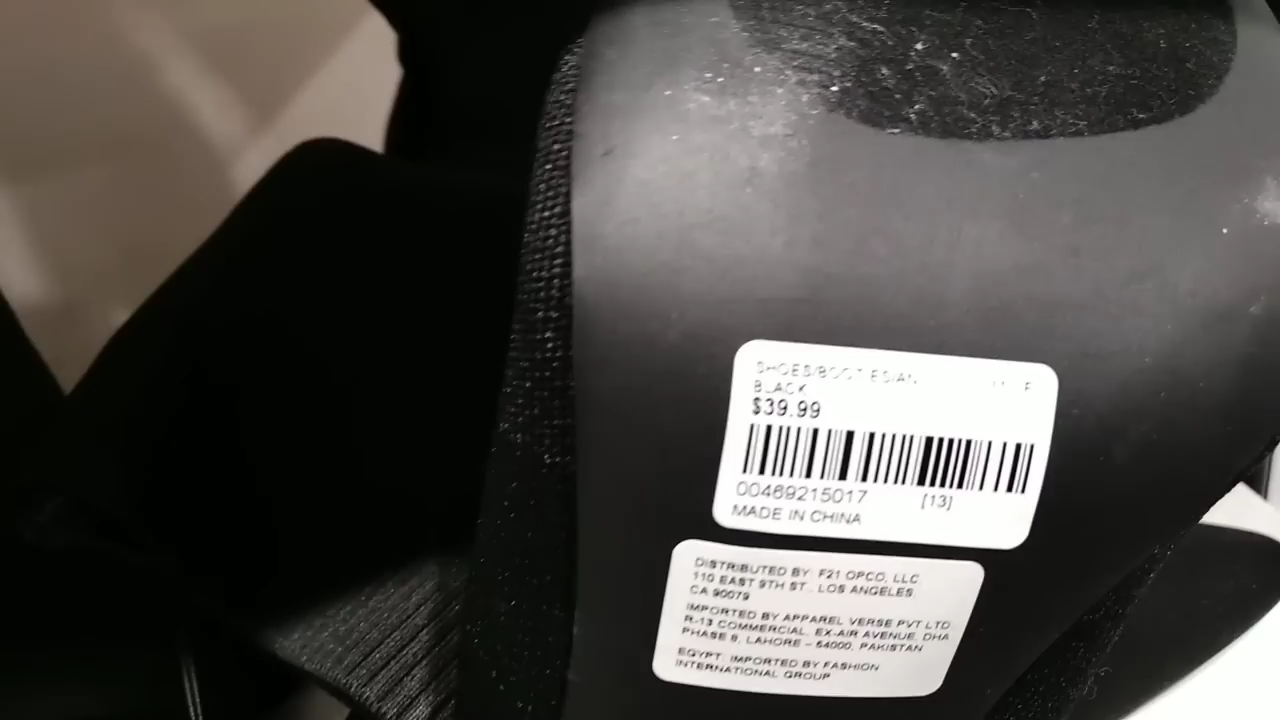 SHOES/BOOTIES/AN
BLACK
$39.99
00469215017 [13]
MADE IN CHINA
DISTRIBUTED BY: F21 OPCO, LLC
110 EAST 9TH ST., LOS ANGELES
CA 90079
IMPORTED BY APPAREL VERSE PVT LTD
R-13 COMMERCIAL, EX-AIR AVENUE, DHA
PHASE 8, LAHORE – 54000, PAKISTAN
EGYPT: IMPORTED BY FASHION
INTERNATIONAL GROUP